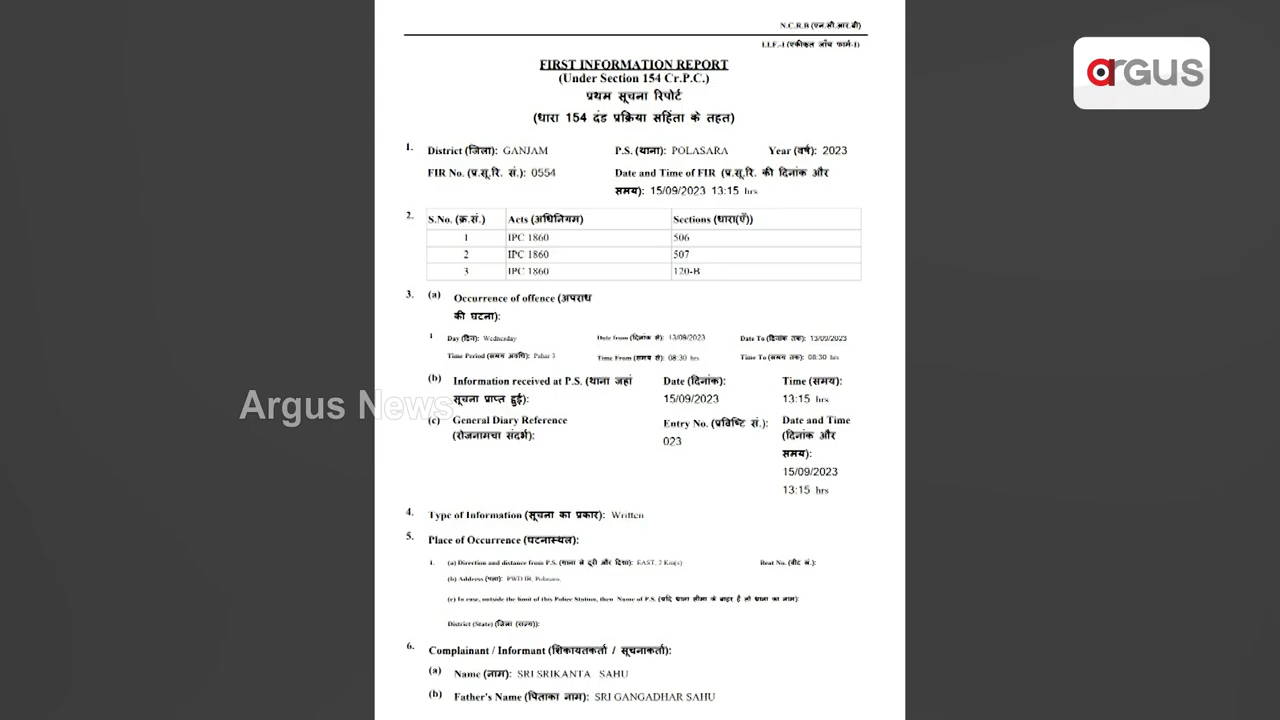 N.C.R.B (एन.सी.आर.बी)
I.I.F.-I (एकीकृत जाँच फार्म-I)
argus
FIRST INFORMATION REPORT
(Under Section 154 Cr.P.C.)
प्रथम सूचना रिपोर्ट
(धारा 154 दंड प्रक्रिया सहिंता के तहत)
1. District (जिला): GANJAM P.S. (थाना): POLASARA Year (वर्ष): 2023
FIR No. (प्र.सू.रि. सं.): 0554 Date and Time of FIR (प्र.सू.रि. की दिनांक और
समय): 15/09/2023 13:15 hrs
2. S.No. (क्र.सं.) Acts (अधिनियम) Sections (धारा(एँ))
1 IPC 1860 506
2 IPC 1860 507
3 IPC 1860 120-B
3. (a) Occurrence of offence (अपराध
की घटना):
1 Day (दिन): Wednesday Date from (दिनांक से): 13/09/2023 Date To (दिनांक तक): 13/09/2023
Time Period (समय अवधि): Pahar 3 Time From (समय से): 08:30 hrs Time To (समय तक): 08:30 hrs
(b) Information received at P.S. (थाना जहां Date (दिनांक): Time (समय):
सूचना प्राप्त हुई): 15/09/2023 13:15 hrs
Argus News
(c) General Diary Reference Entry No. (प्रविष्टि सं.): Date and Time
(रोजनामचा संदर्भ): 023 (दिनांक और
समय):
15/09/2023
13:15 hrs
4. Type of Information (सूचना का प्रकार): Written
5. Place of Occurrence (घटनास्थल):
1. (a) Direction and distance from P.S. (थाना से दूरी और दिशा): EAST, 2 Km(s) Beat No. (बीट सं.):
(b) Address (पता): PWD IB, Polasara,
(c) In case, outside the limit of this Police Station, then Name of P.S. (यदि थाना सीमा के बाहर है तो थाना का नाम):
District (State) (जिला (राज्य)):
6. Complainant / Informant (शिकायतकर्ता / सूचनाकर्ता):
(a) Name (नाम): SRI SRIKANTA SAHU
(b) Father's Name (पिताका नाम): SRI GANGADHAR SAHU